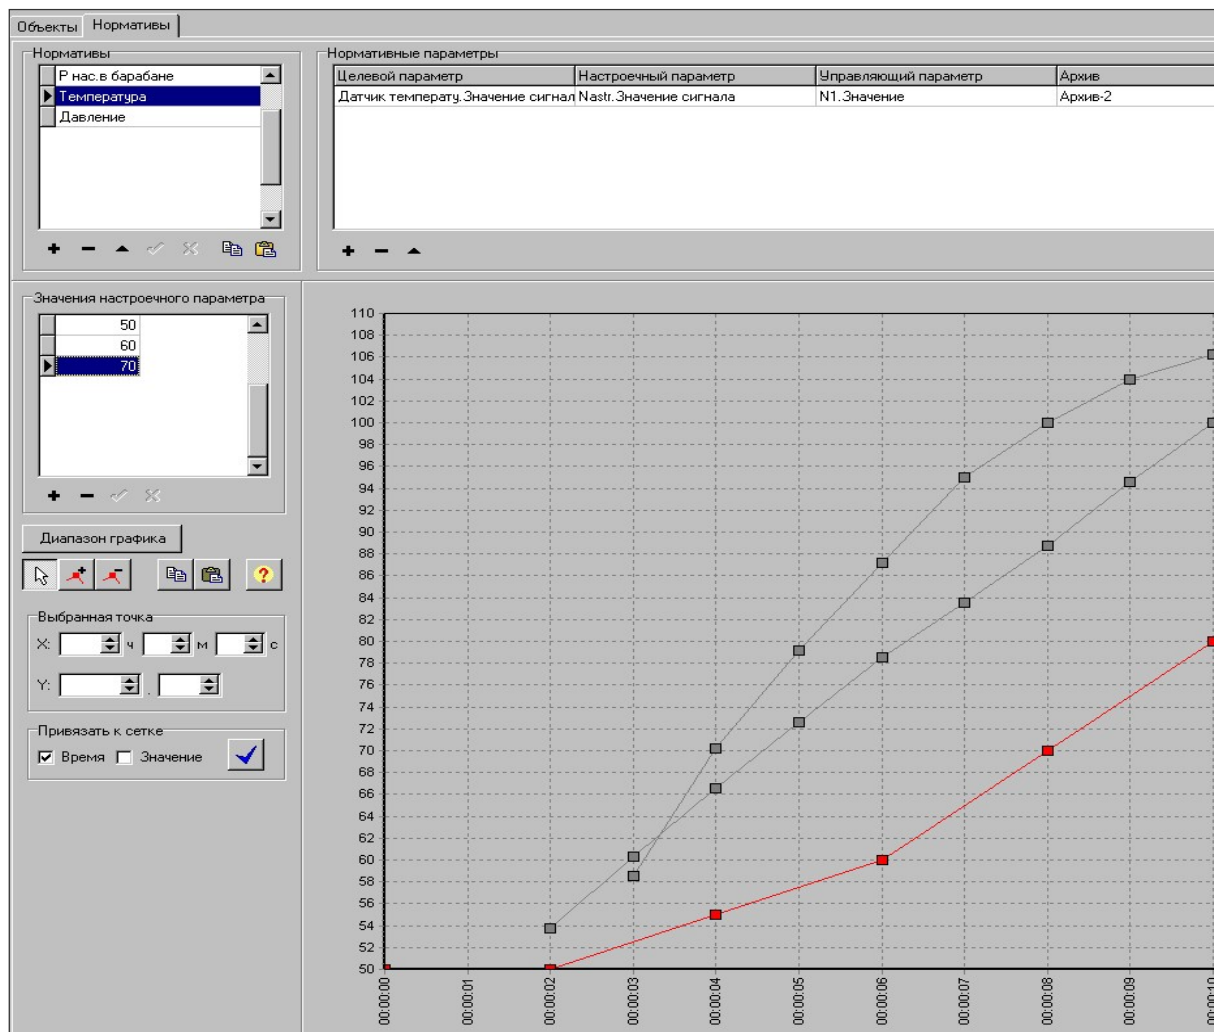 Объекты Нормативы
Нормативы
Р нас.в барабане
Температура
Давление
Нормативные параметры
Целевой параметр Настроечный параметр Управляющий параметр Архив
Датчик температу.Значение сигнал Nastr.Значение сигнала N1.Значение Архив-2
Значения настроечного параметра
50
60
70
Диапазон графика
Выбранная точка
X: ч м с
Y: .
Привязать к сетке
Время Значение
110
108
106
104
102
100
98
96
94
92
90
88
86
84
82
80
78
76
74
72
70
68
66
64
62
60
58
56
54
52
50
00:00:00 00:00:01 00:00:02 00:00:03 00:00:04 00:00:05 00:00:06 00:00:07 00:00:08 00:00:09 00:00:10